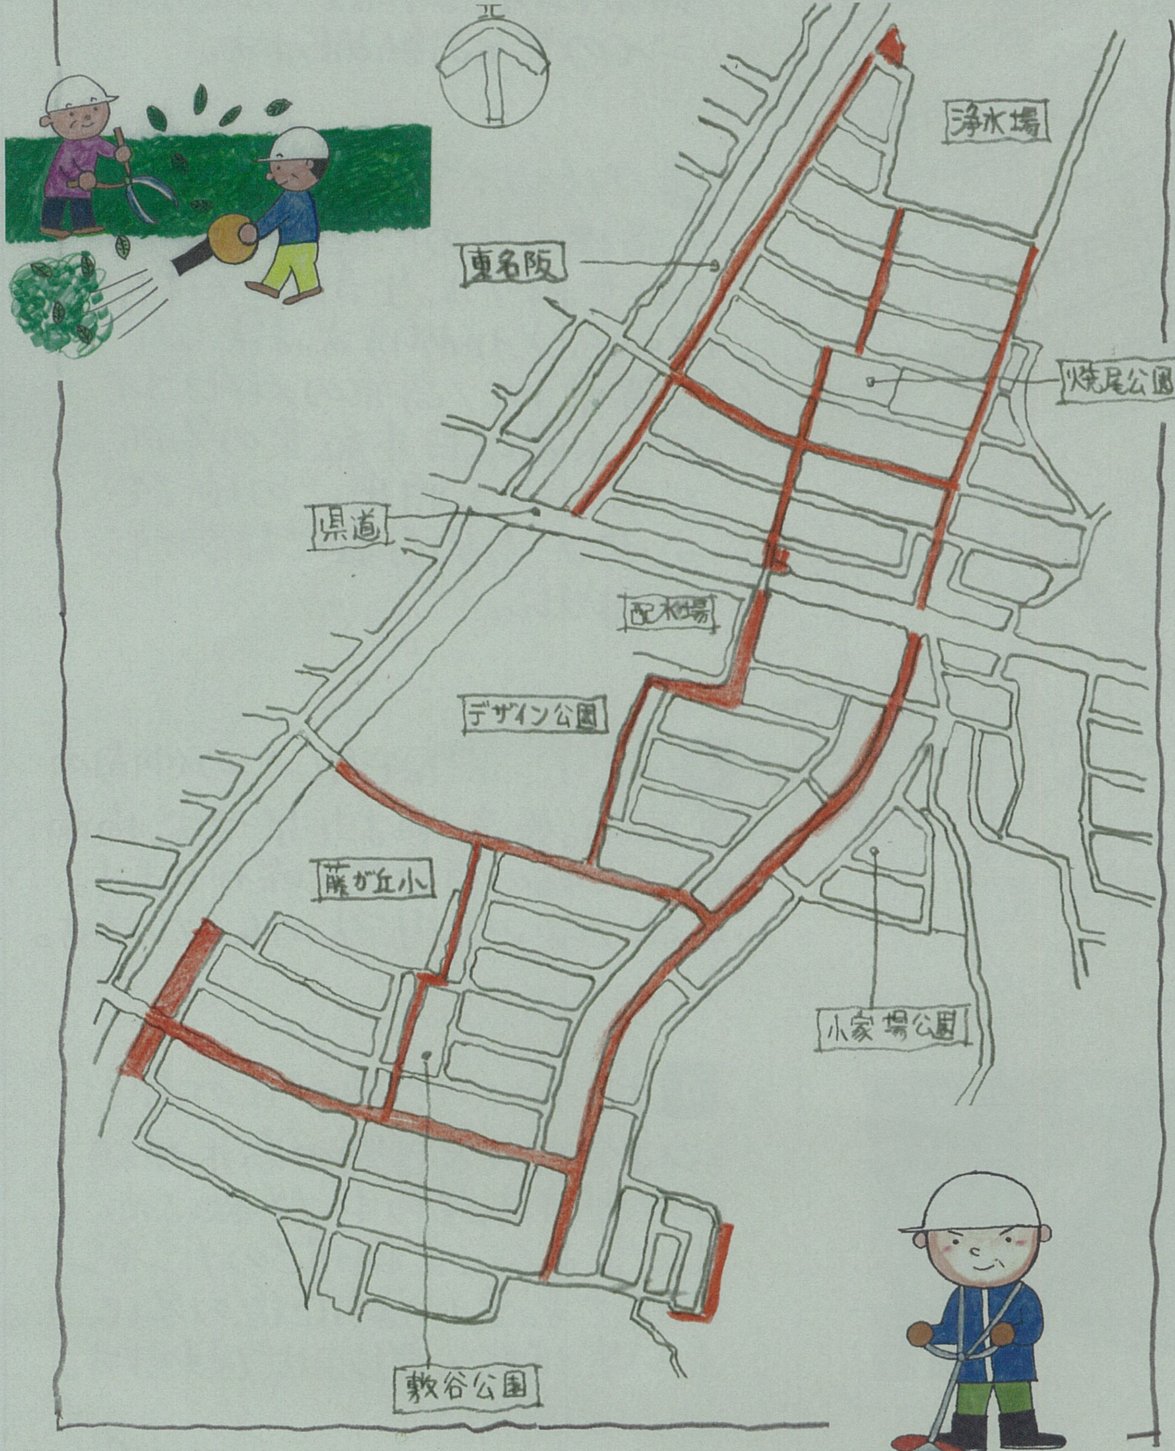 北
浄水場
東名阪
焼尾公園
県道
配水場
デザイン公園
藤が丘小
小家場公園
敷谷公園